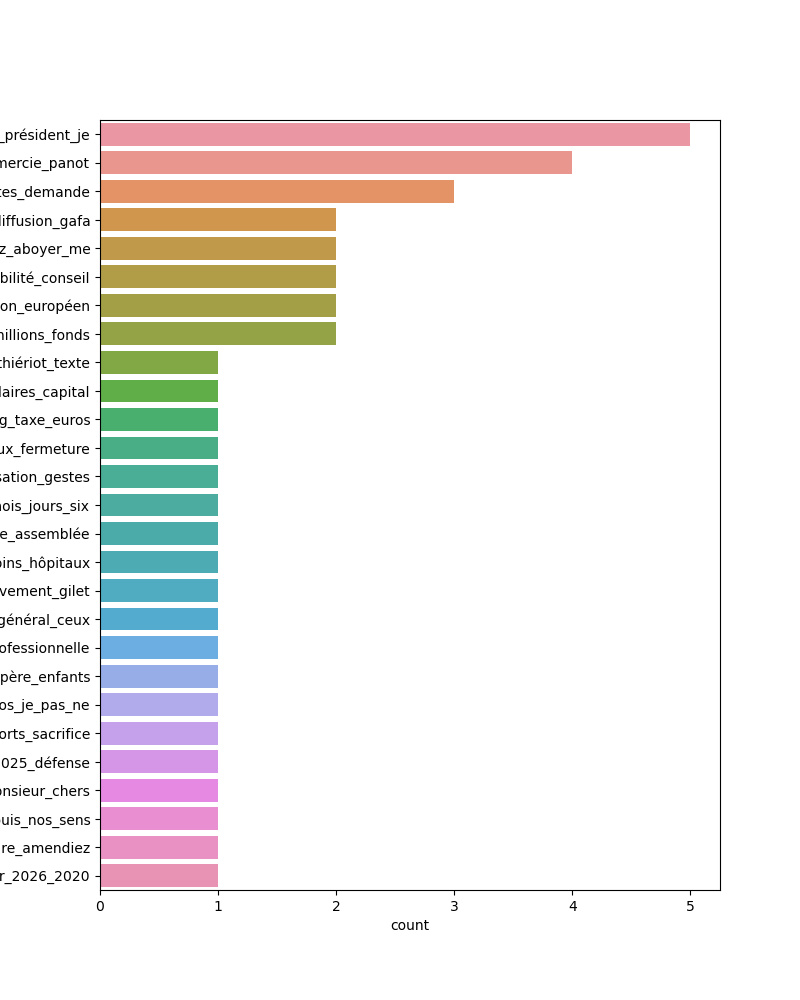 _président_je
mercie_panot
tes_demande
diffusion_gafa
z_aboyer_me
bilité_conseil
on_européen
millions_fonds
thiériot_texte
laires_capital
g_taxe_euros
ux_fermeture
sation_gestes
nois_jours_six
e_assemblée
oins_hôpitaux
vement_gilet
général_ceux
ofessionnelle
père_enfants
os_je_pas_ne
orts_sacrifice
025_défense
onsieur_chers
uis_nos_sens
re_amendiez
r_2026_2020
0 1 2 3 4 5
count